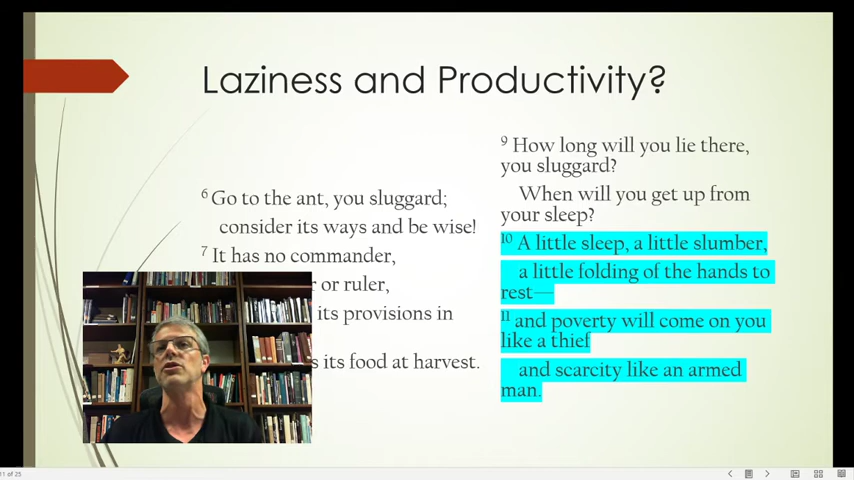 Laziness and Productivity?
6 Go to the ant, you sluggard;
consider its ways and be wise!
7 It has no commander,
or ruler,
its provisions in
its food at harvest.
9 How long will you lie there,
you sluggard?
When will you get up from
your sleep?
10 A little sleep, a little slumber,
a little folding of the hands to
rest—
11 and poverty will come on you
like a thief
and scarcity like an armed
man.
11 of 25